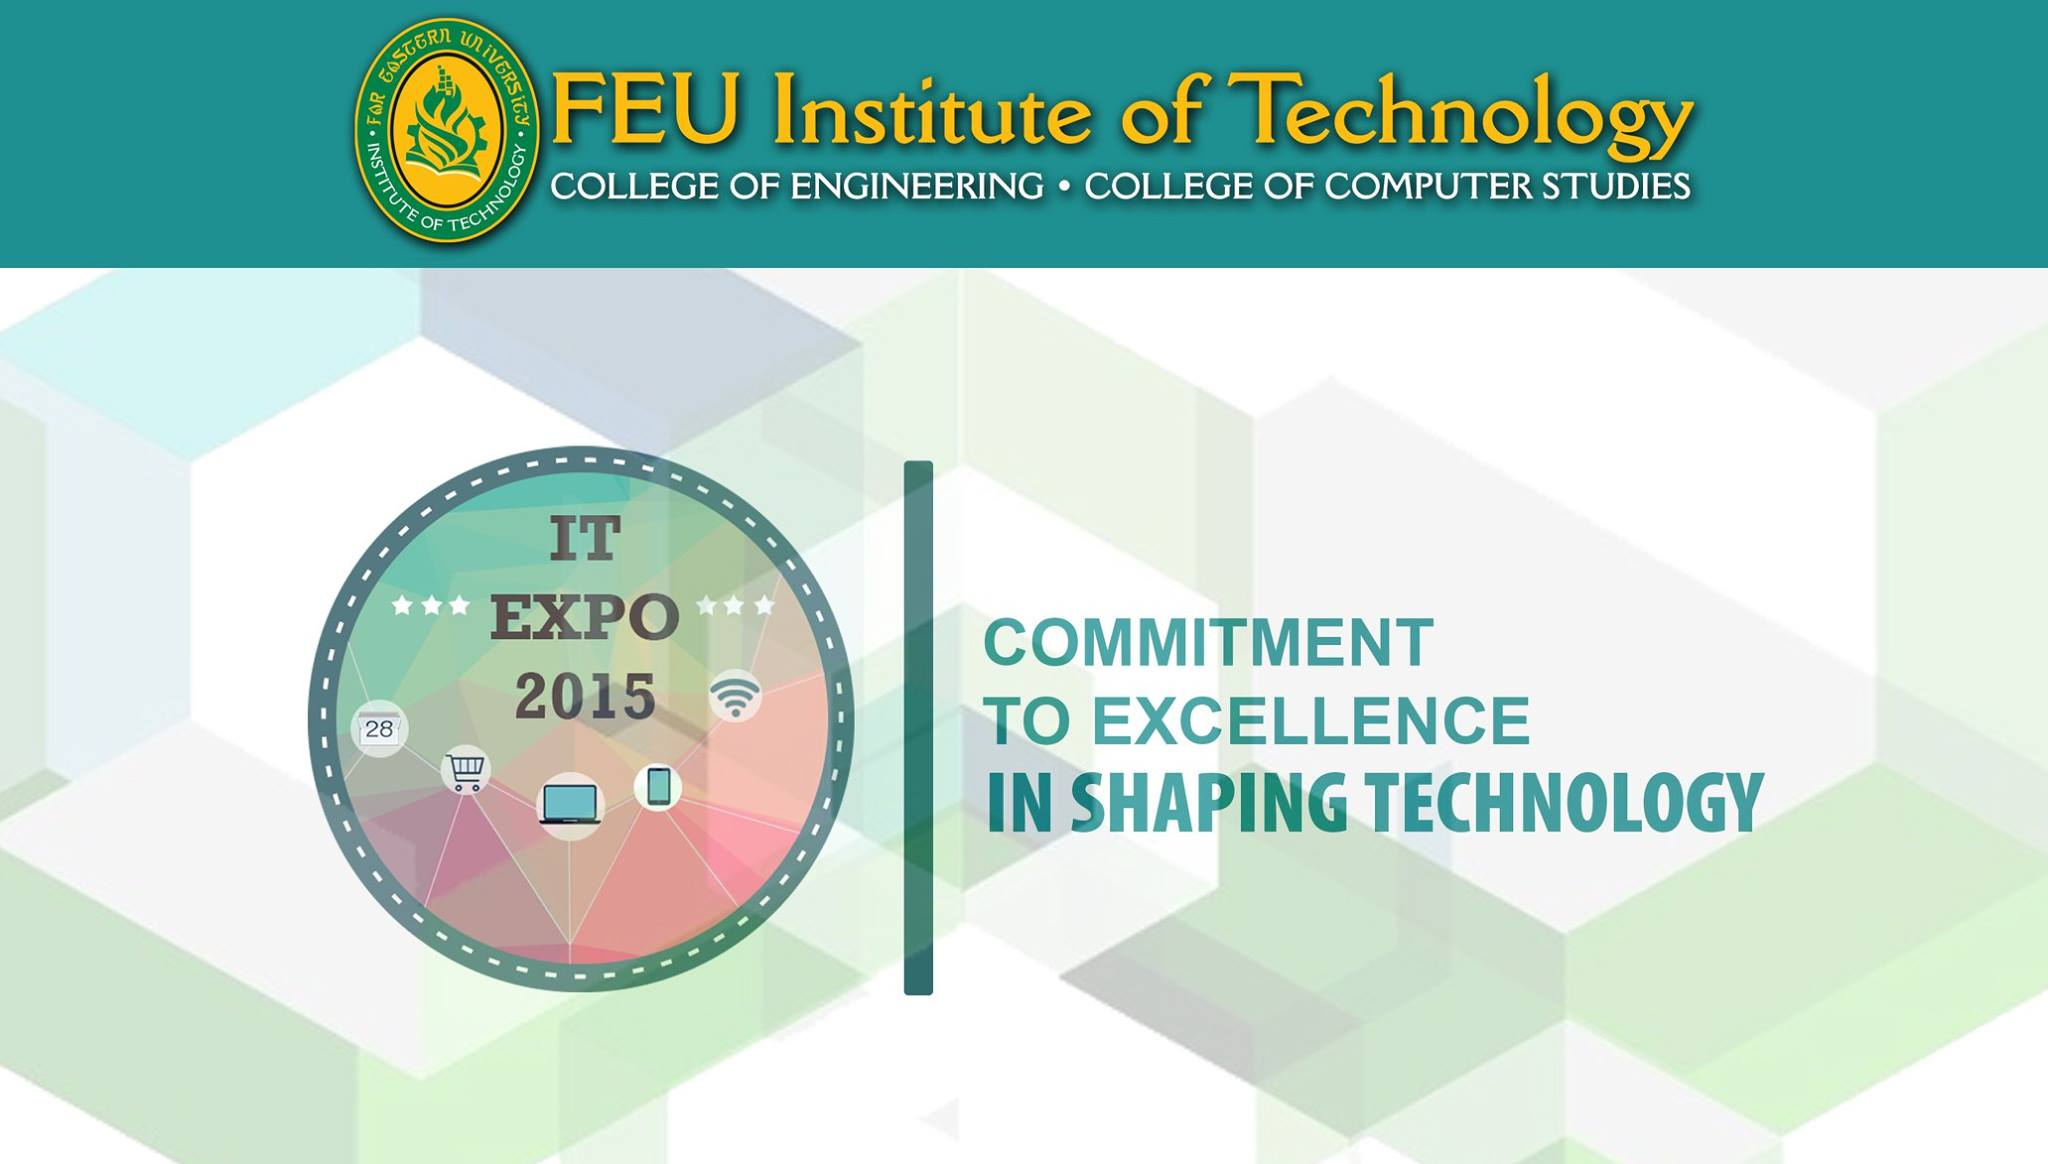 FAR EASTERN UNIVERSITY
INSTITUTE OF TECHNOLOGY
FEU Institute of Technology
COLLEGE OF ENGINEERING • COLLEGE OF COMPUTER STUDIES
IT
EXPO
2015
28
COMMITMENT
TO EXCELLENCE
IN SHAPING TECHNOLOGY